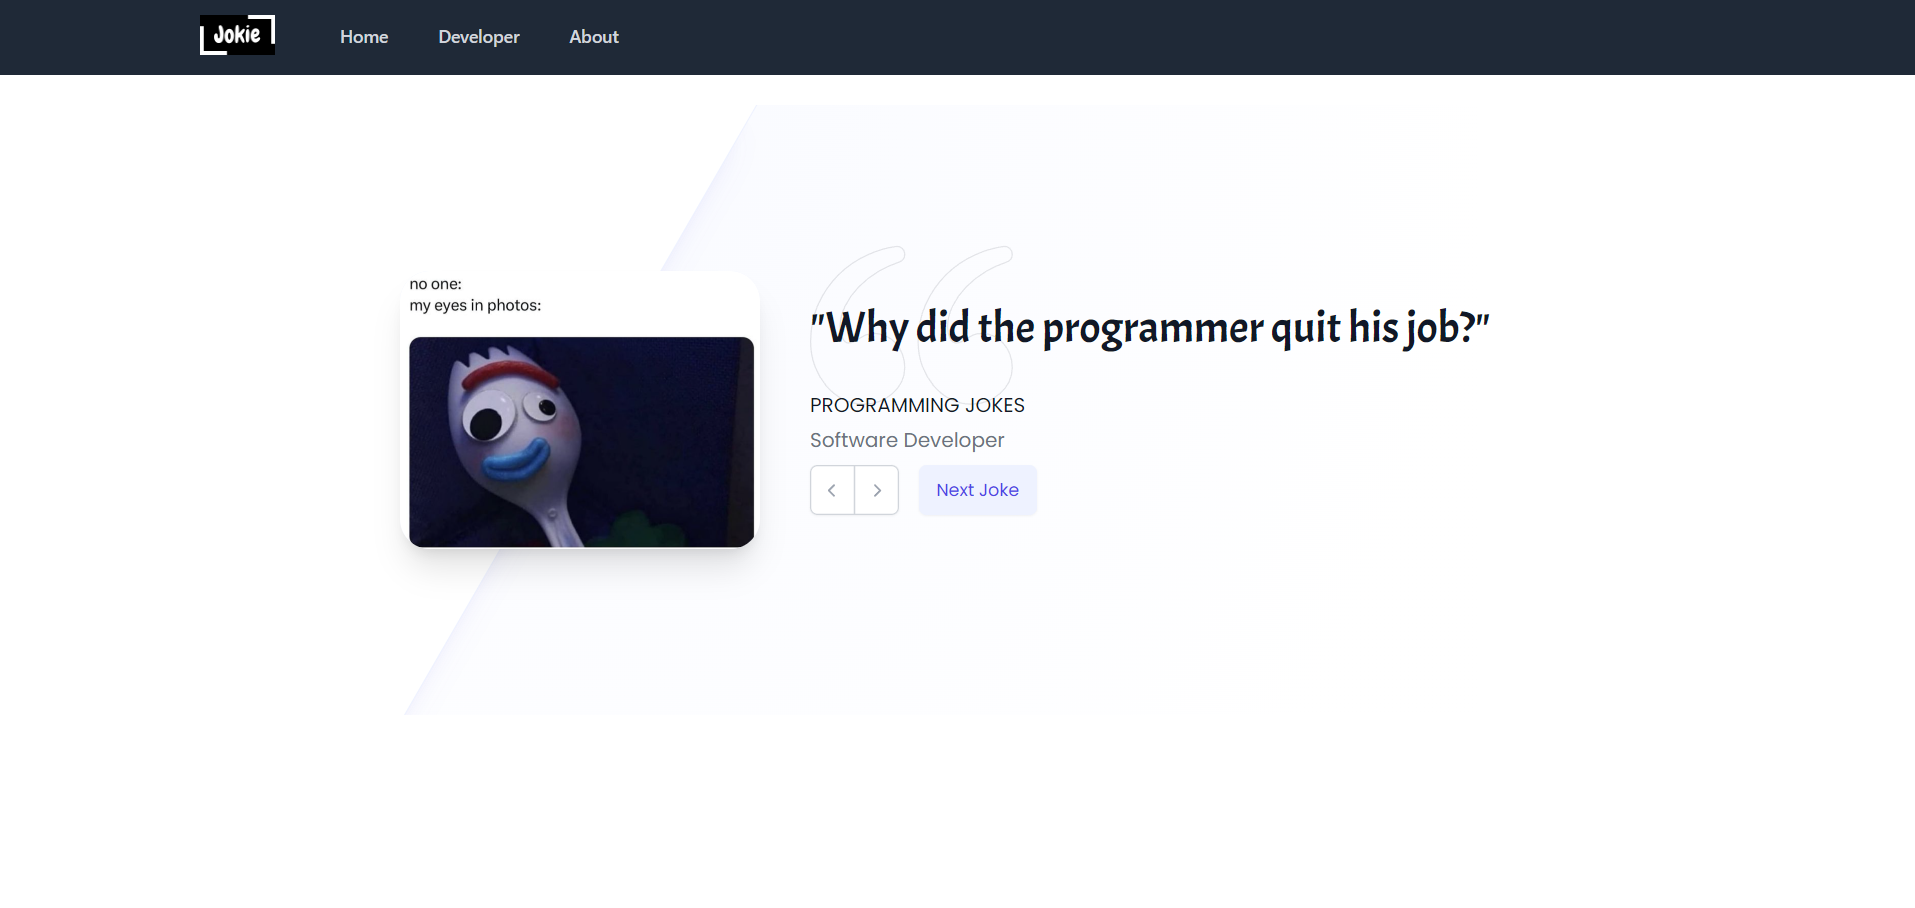 Jokie
Home
Developer
About
no one:
my eyes in photos:
"Why did the programmer quit his job?"
PROGRAMMING JOKES
Software Developer
Next Joke